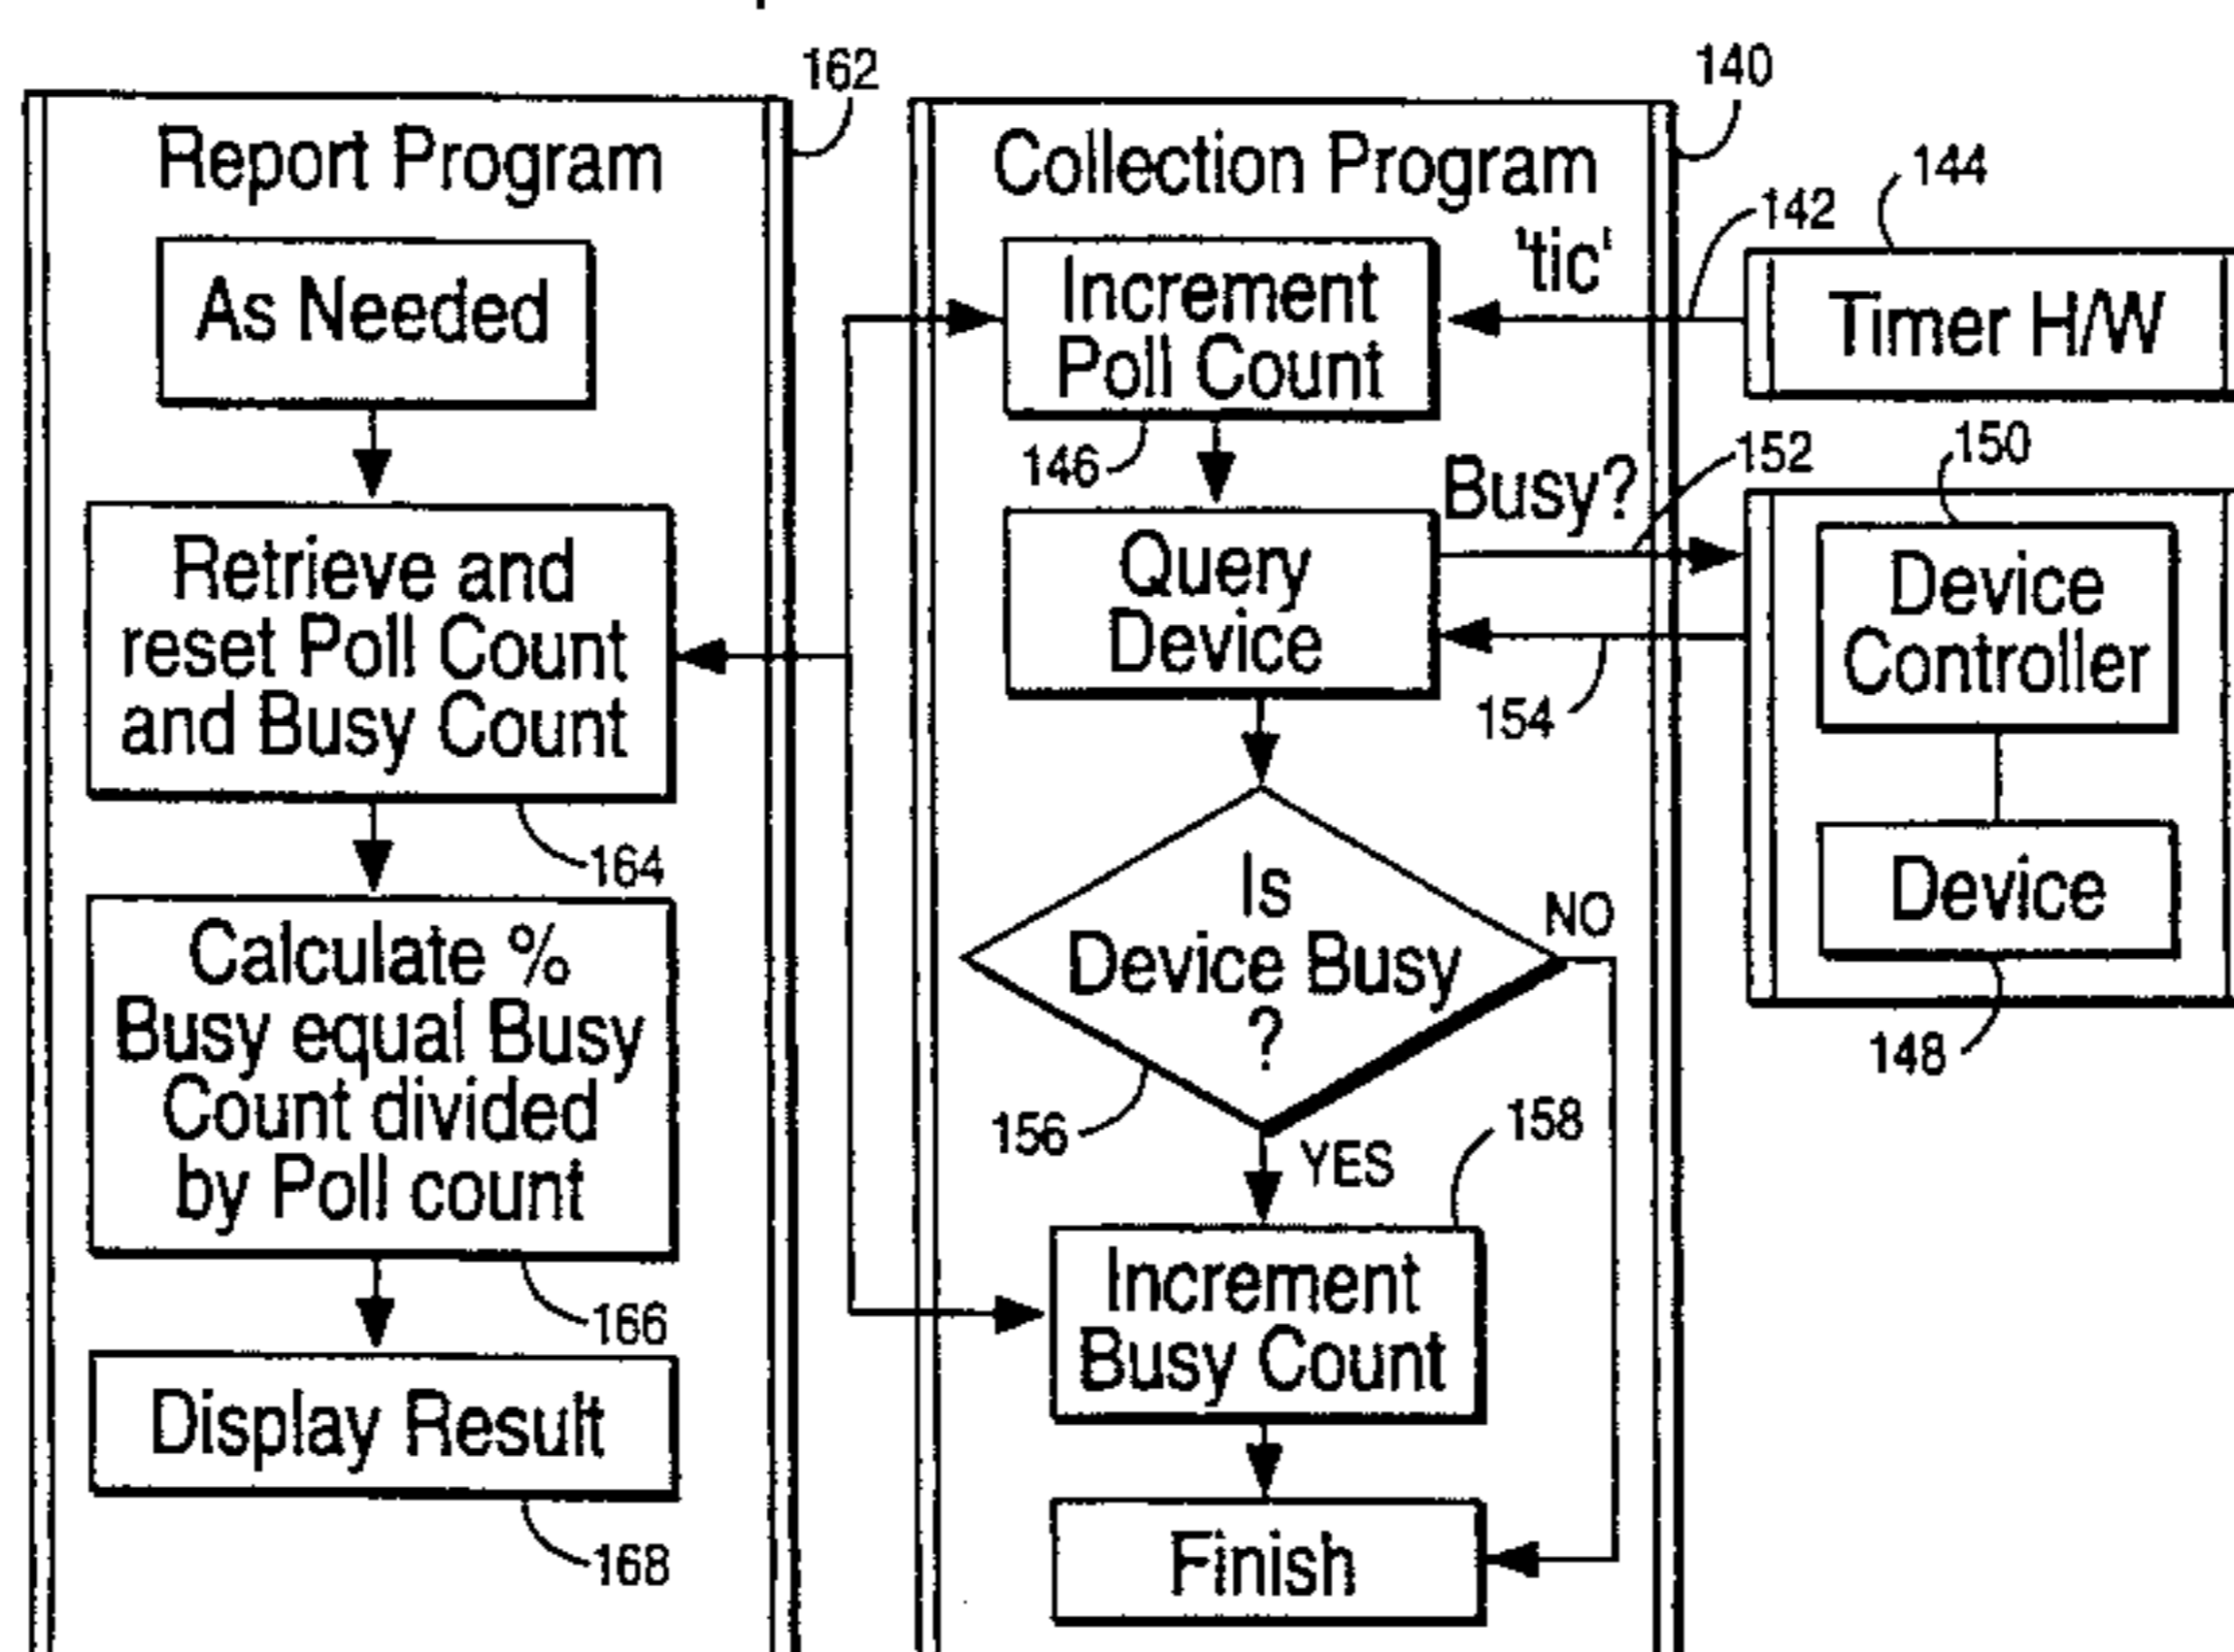 162
Report Program
As Needed
Retrieve and
reset Poll Count
and Busy Count
164
Calculate %
Busy equal Busy
Count divided
by Poll count
166
Display Result
168
140
Collection Program
'tic'
142
144
Increment
Poll Count
Timer H/W
146
Busy?
152
150
Query
Device
154
Device
Controller
Device
148
Is
Device Busy
?
NO
156
YES
158
Increment
Busy Count
Finish